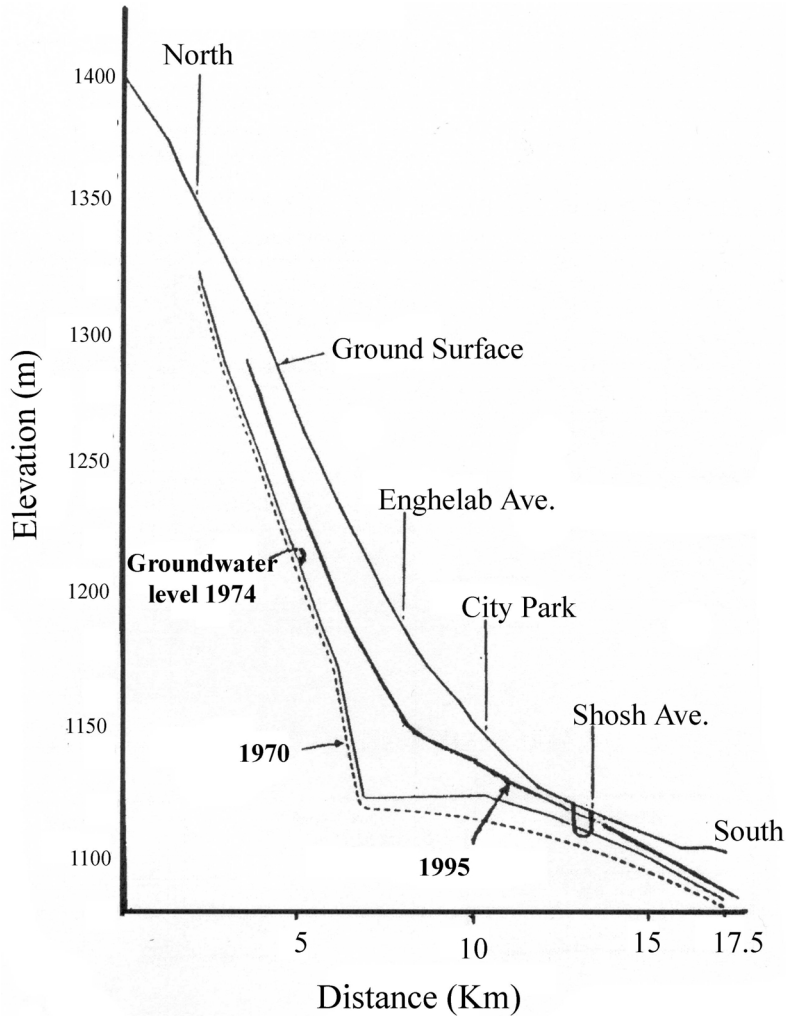 North
1400
1350
1300
Ground Surface
1250
Enghelab Ave.
Groundwater
level 1974
1200
City Park
Shosh Ave.
1150
1970
South
1100
1995
5
10
15
17.5
Elevation (m)
Distance (Km)